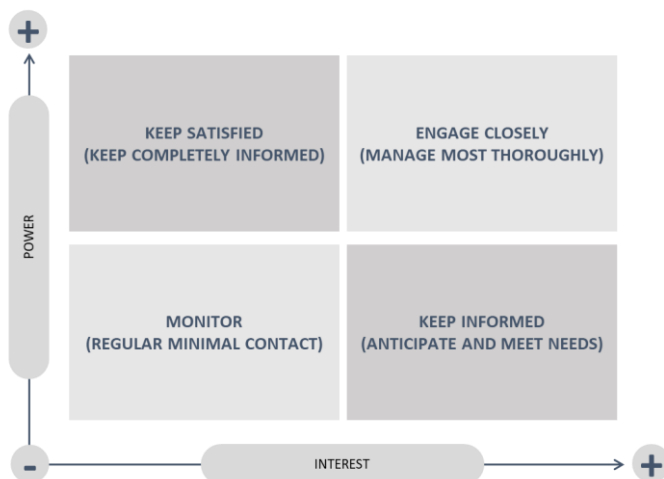 +
KEEP SATISFIED
(KEEP COMPLETELY INFORMED)
ENGAGE CLOSELY
(MANAGE MOST THOROUGHLY)
POWER
MONITOR
(REGULAR MINIMAL CONTACT)
KEEP INFORMED
(ANTICIPATE AND MEET NEEDS)
-
INTEREST
+